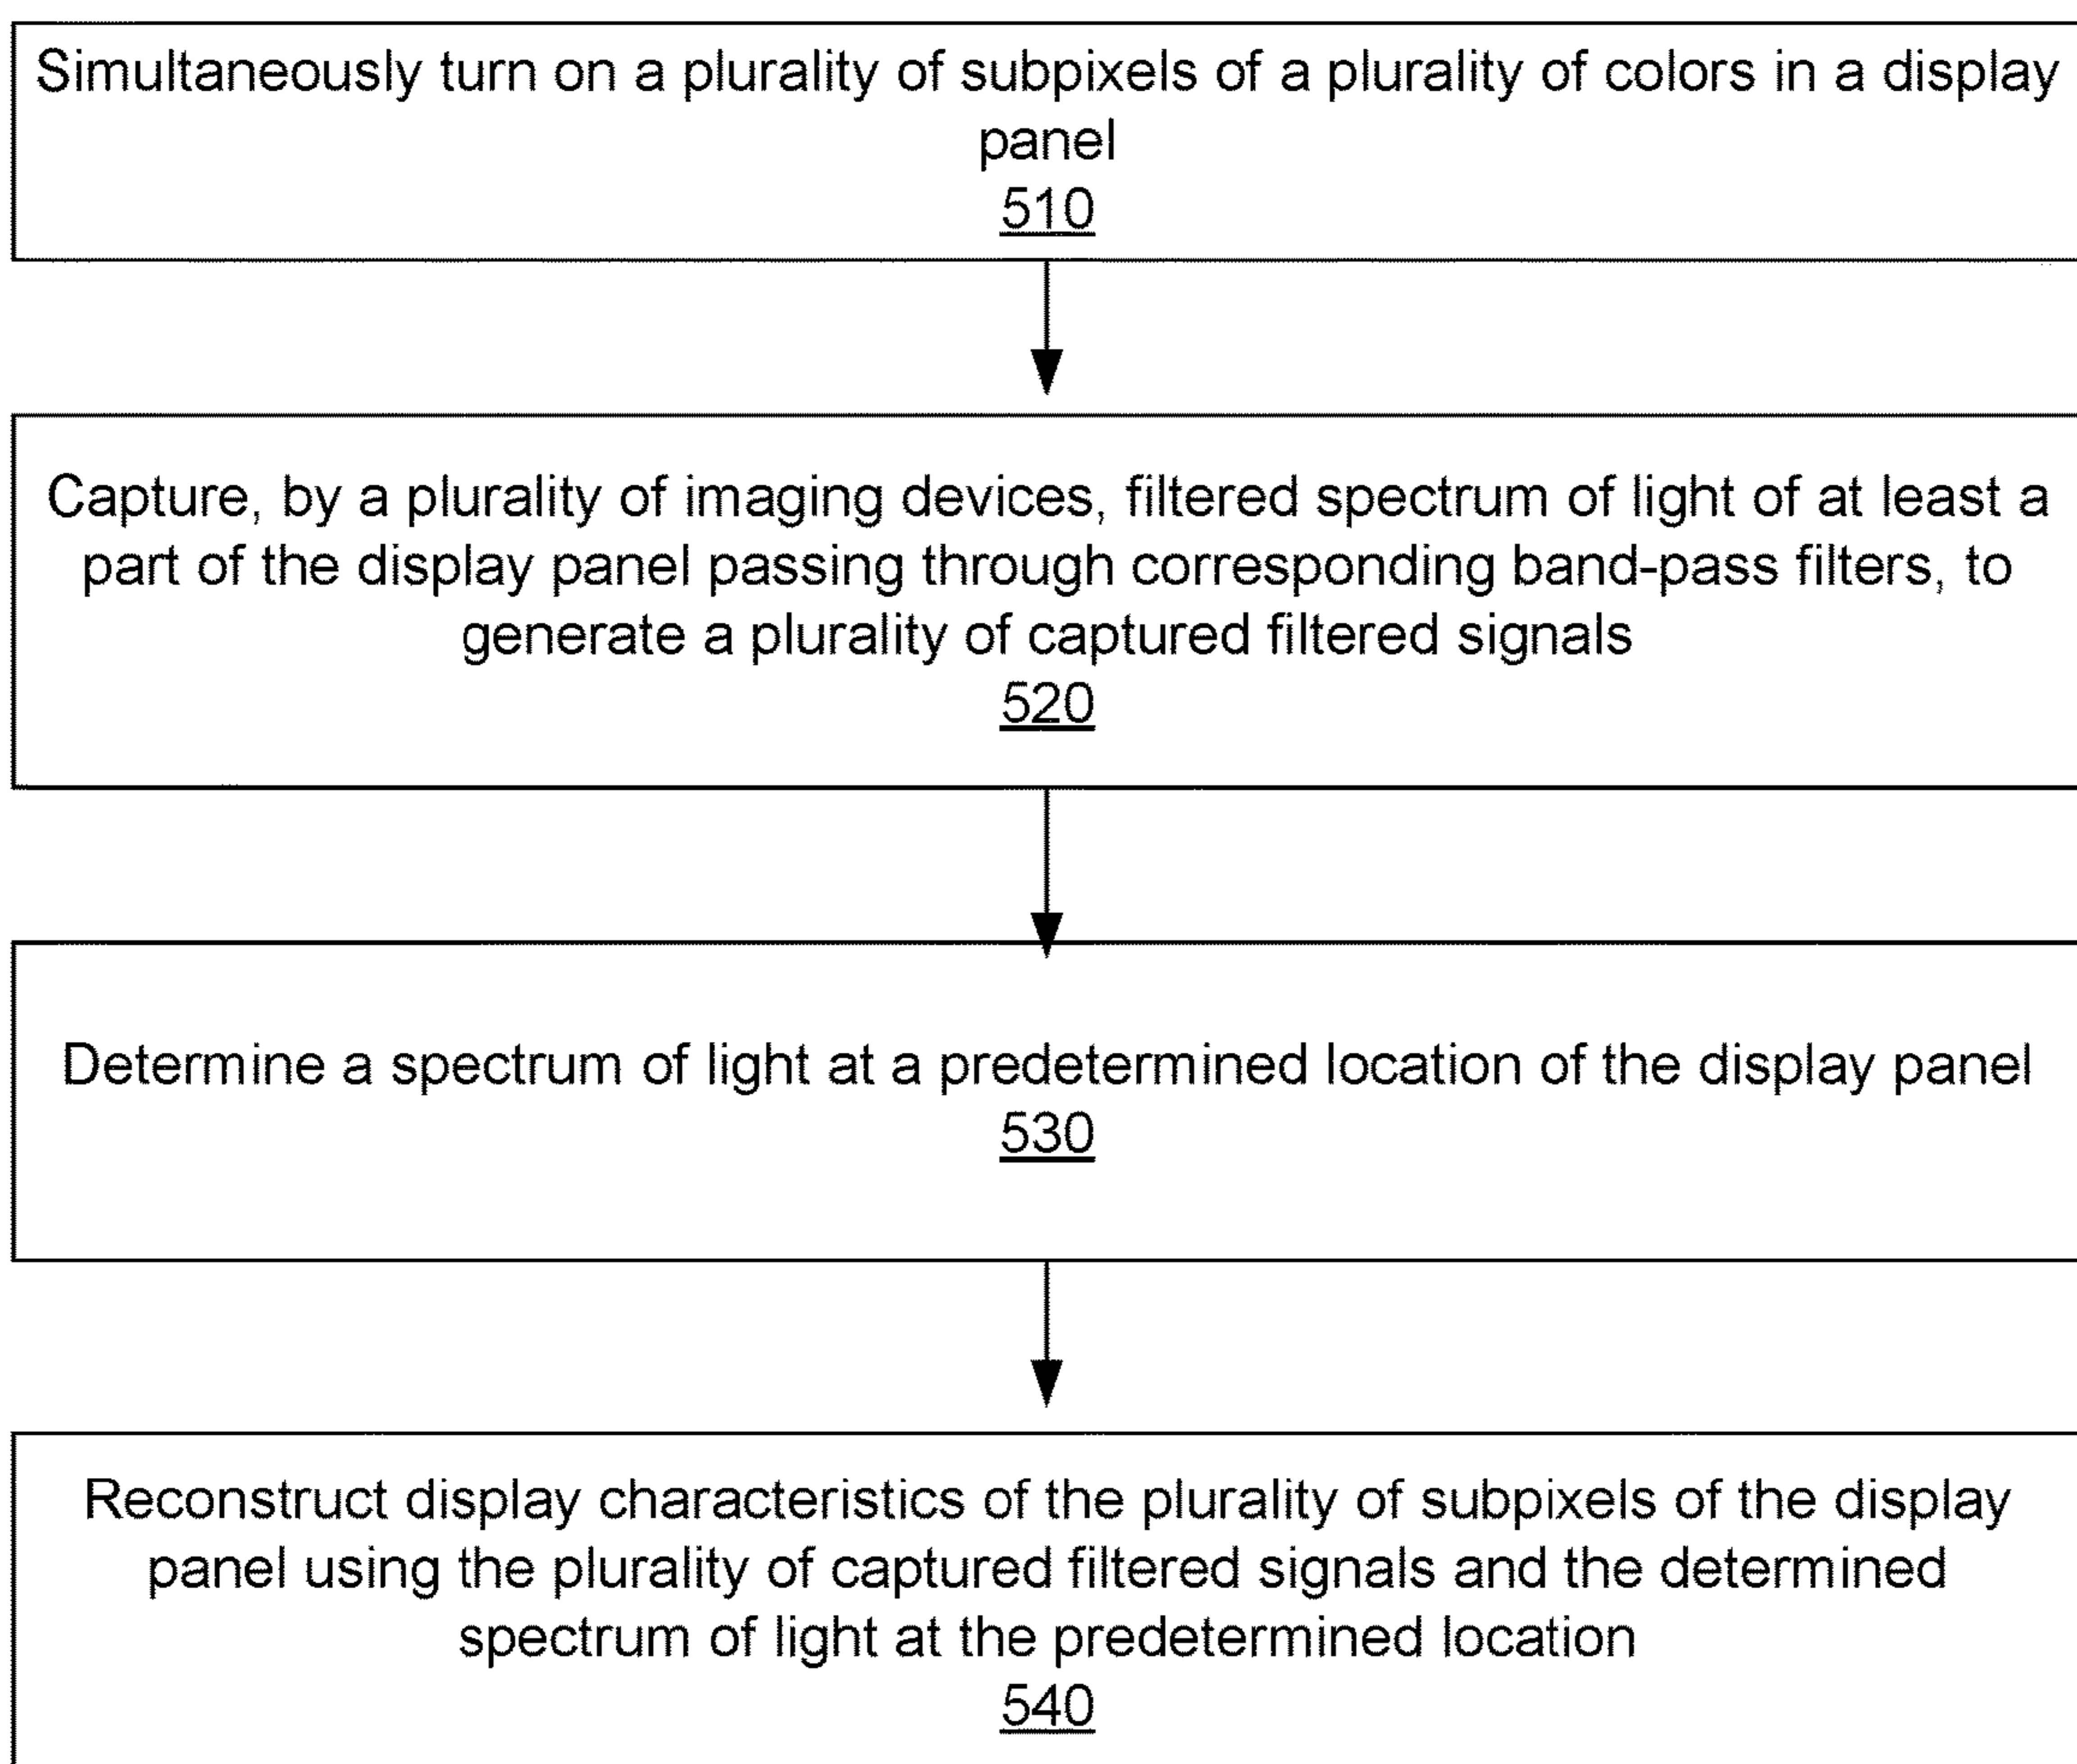 Simultaneously turn on a plurality of subpixels of a plurality of colors in a display
panel
510
Capture, by a plurality of imaging devices, filtered spectrum of light of at least a
part of the display panel passing through corresponding band-pass filters, to
generate a plurality of captured filtered signals
520
Determine a spectrum of light at a predetermined location of the display panel
530
Reconstruct display characteristics of the plurality of subpixels of the display
panel using the plurality of captured filtered signals and the determined
spectrum of light at the predetermined location
540